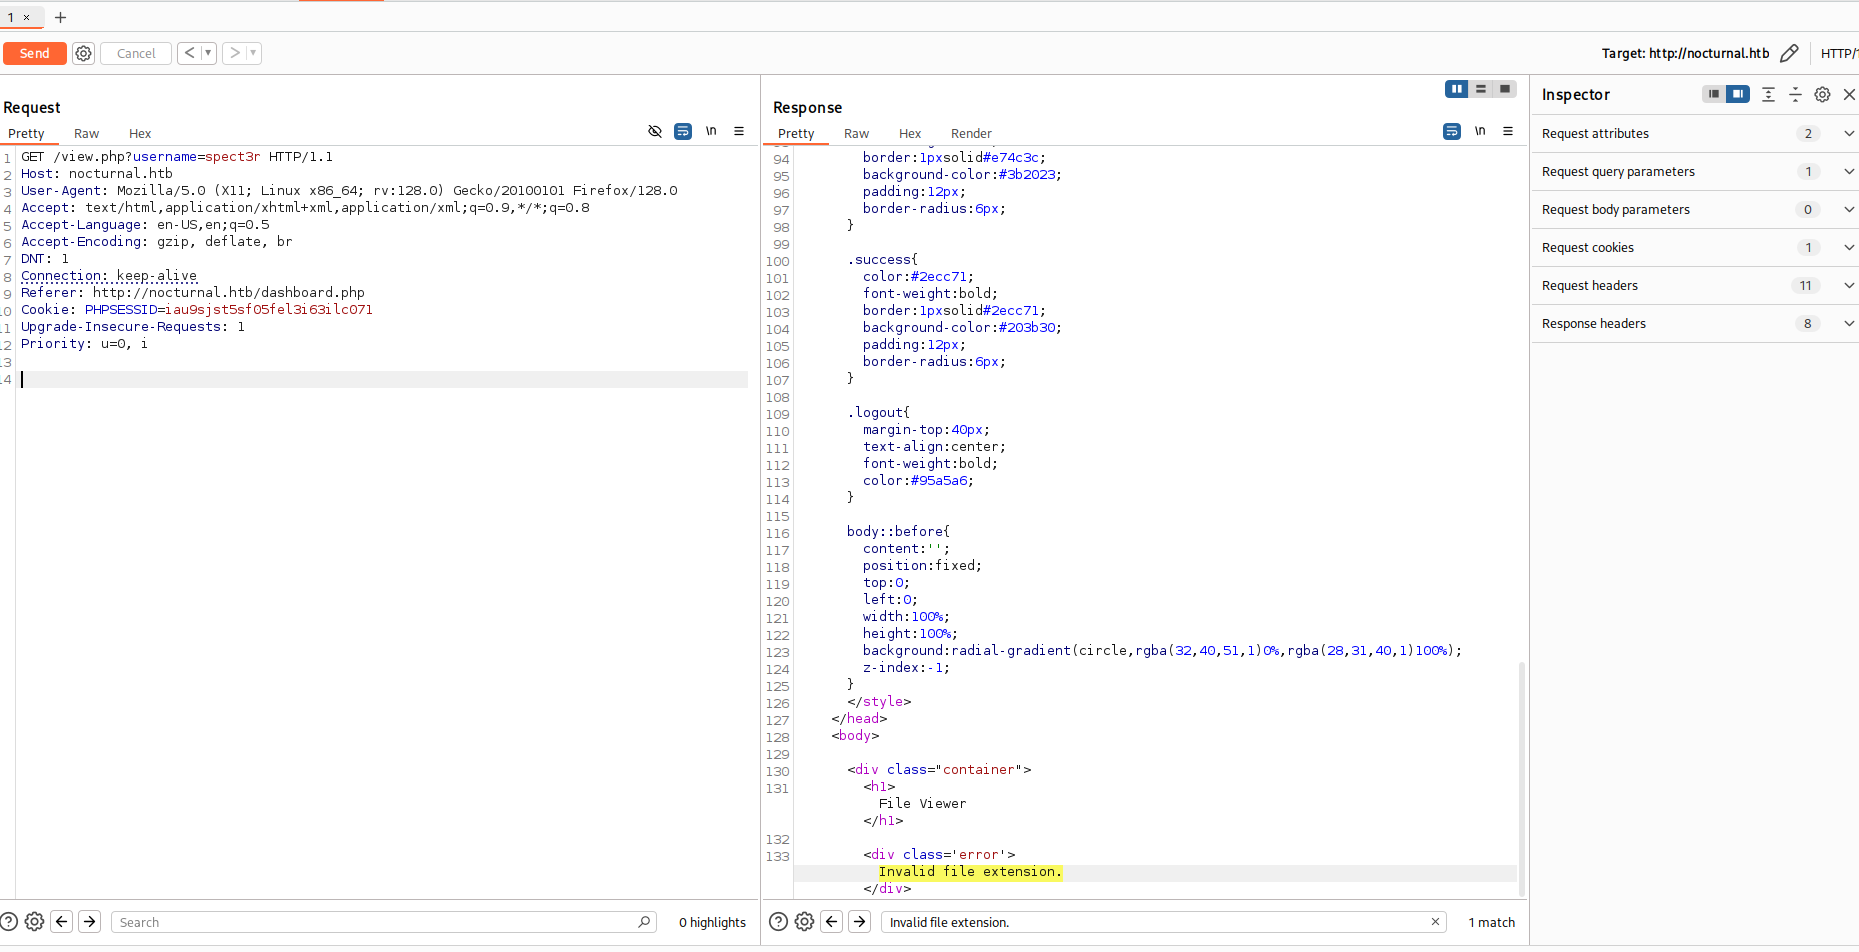 1 × +
Send Cancel < > Target: http://nocturnal.htb HTTP/1
Request
Pretty Raw Hex \n
1 GET /view.php?username=spect3r HTTP/1.1
2 Host: nocturnal.htb
3 User-Agent: Mozilla/5.0 (X11; Linux x86_64; rv:128.0) Gecko/20100101 Firefox/128.0
4 Accept: text/html,application/xhtml+xml,application/xml;q=0.9,*/*;q=0.8
5 Accept-Language: en-US,en;q=0.5
6 Accept-Encoding: gzip, deflate, br
7 DNT: 1
8 Connection: keep-alive
9 Referer: http://nocturnal.htb/dashboard.php
10 Cookie: PHPSESSID=iau9sjst5sf05fel3i63ilc071
11 Upgrade-Insecure-Requests: 1
12 Priority: u=0, i
13
14
Search 0 highlights
Response
Pretty Raw Hex Render \n
94 border:1pxsolid#e74c3c;
95 background-color:#3b2023;
96 padding:12px;
97 border-radius:6px;
98 }
99
100 .success{
101 color:#2ecc71;
102 font-weight:bold;
103 border:1pxsolid#2ecc71;
104 background-color:#203b30;
105 padding:12px;
106 border-radius:6px;
107 }
108
109 .logout{
110 margin-top:40px;
111 text-align:center;
112 font-weight:bold;
113 color:#95a5a6;
114 }
115
116 body::before{
117 content:'';
118 position:fixed;
119 top:0;
120 left:0;
121 width:100%;
122 height:100%;
123 background:radial-gradient(circle,rgba(32,40,51,1)0%,rgba(28,31,40,1)100%);
124 z-index:-1;
125 }
126 </style>
127 </head>
128 <body>
129
130 <div class="container">
131 <h1>
File Viewer
</h1>
132
133 <div class='error'>
Invalid file extension.
</div>
Invalid file extension. × 1 match
Inspector
Request attributes 2
Request query parameters 1
Request body parameters 0
Request cookies 1
Request headers 11
Response headers 8